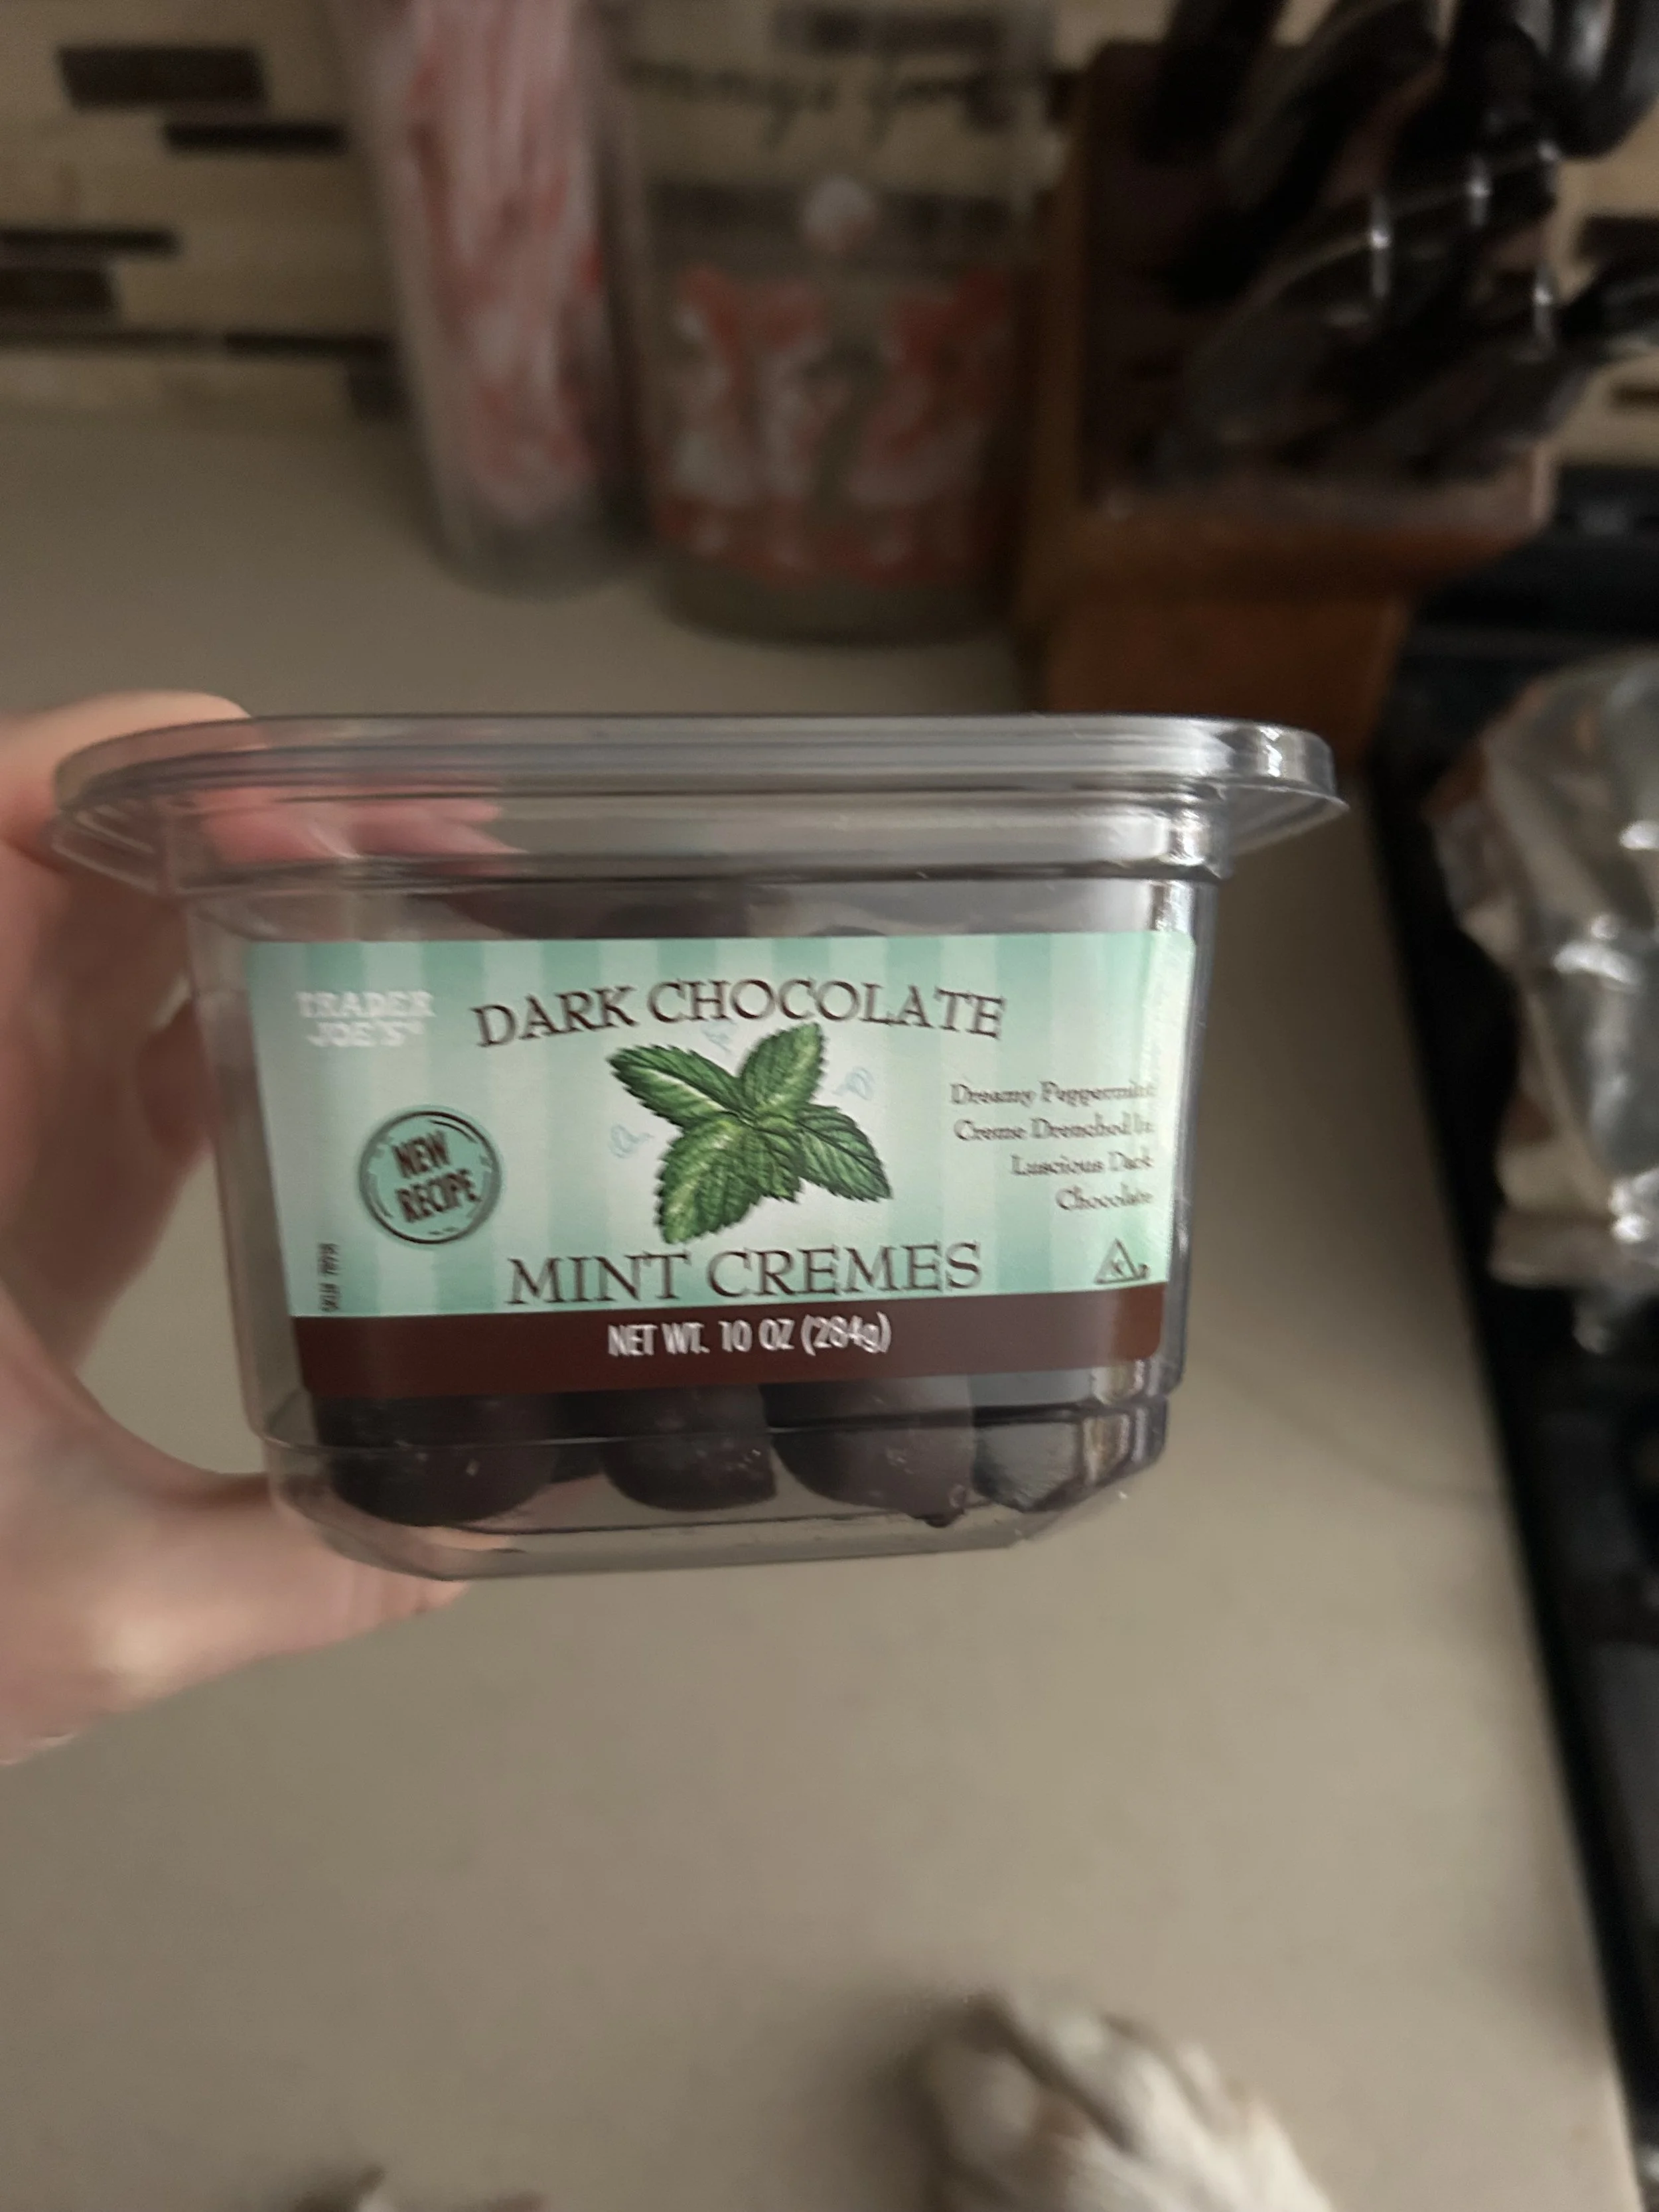 TRADER
JOE'S
DARK CHOCOLATE
Dreamy Peppermint
Creme Drenched In
Luscious Dark
Chocolate
NEW
RECIPE
MINT CREMES
K
NET WT. 10 OZ (284g)